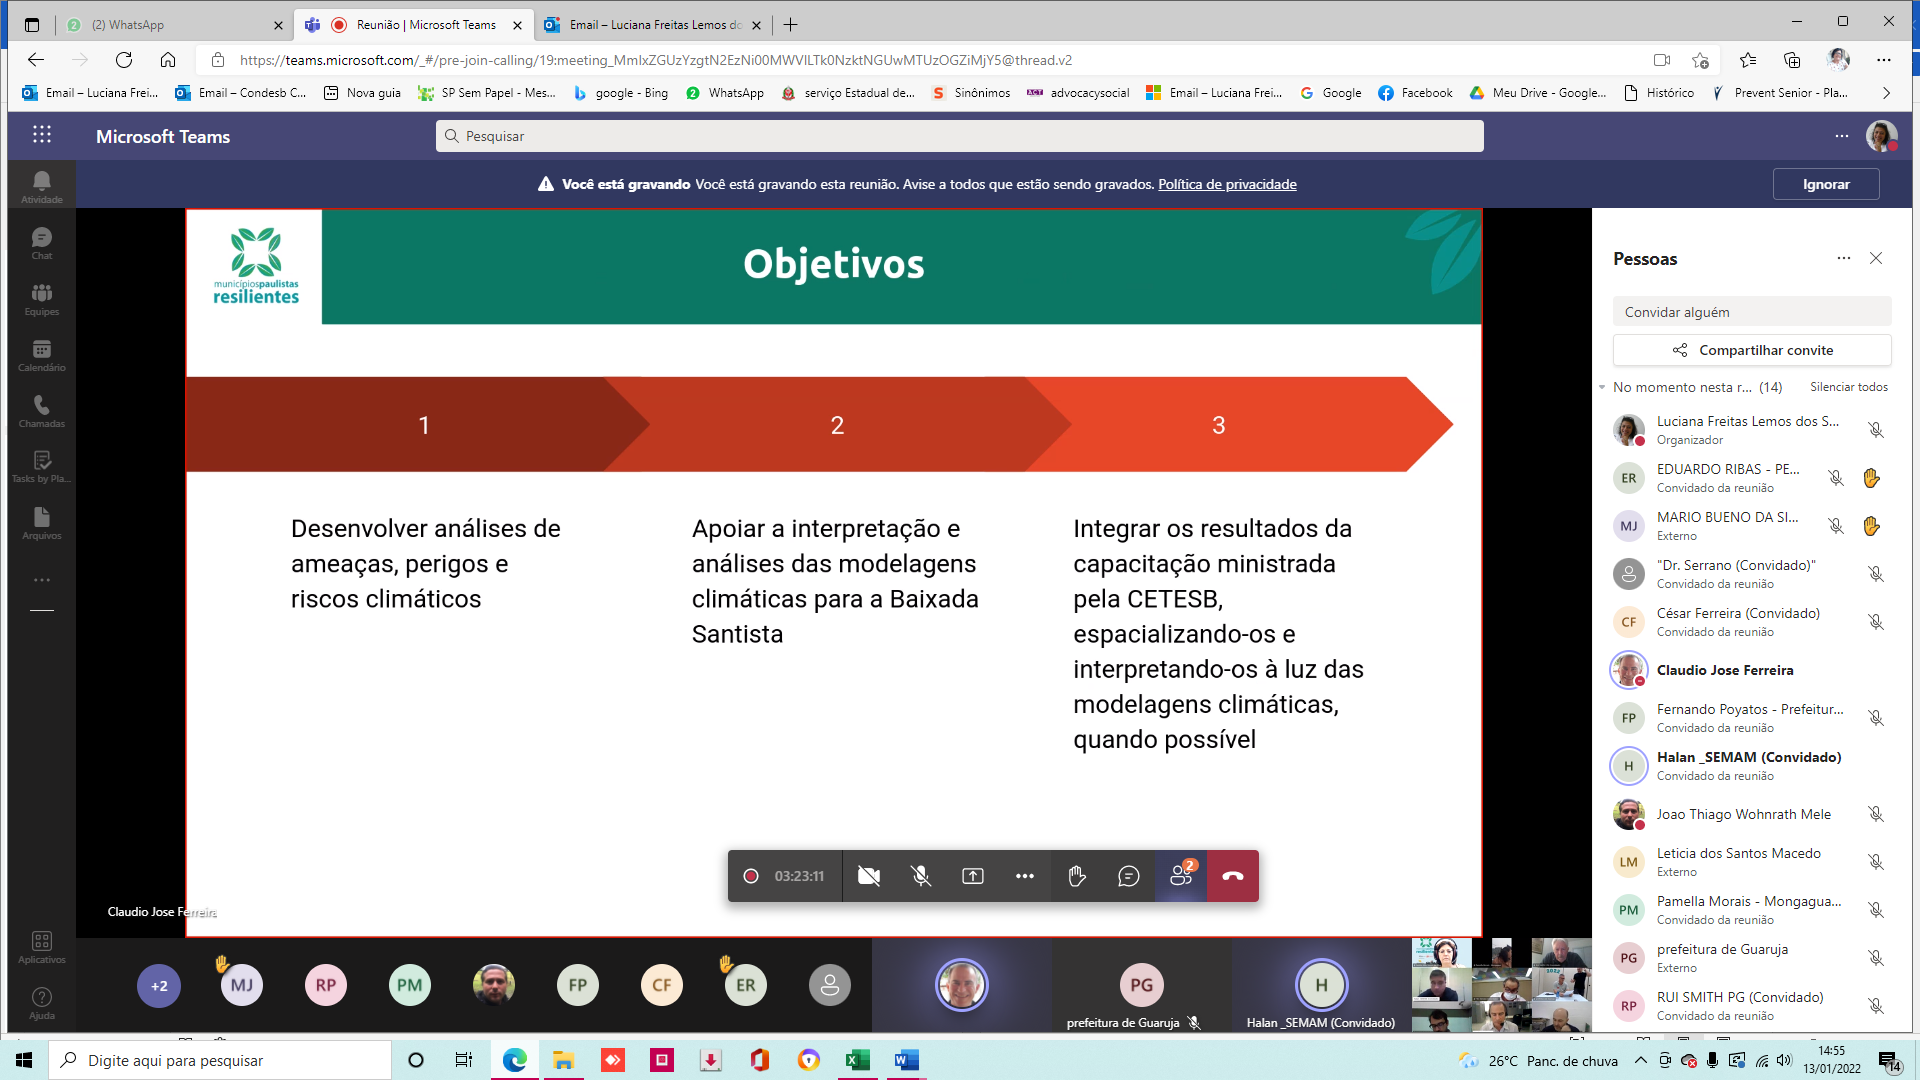 (2) WhatsApp
Reunião | Microsoft Teams
Email – Luciana Freitas Lemos do
https://teams.microsoft.com/_#/pre-join-calling/19:meeting_MmIxZGUzYzgtN2EzNi00MWVlLTk0NzktNGUwMTUzOGZiMjY5@thread.v2
Email – Luciana Frei...
Email – Condesb C...
Nova guia
SP Sem Papel - Mes...
google - Bing
WhatsApp
serviço Estadual de...
Sinônimos
advocacysocial
Email – Luciana Frei...
Google
Facebook
Meu Drive - Google...
Histórico
Prevent Senior - Pla...
Microsoft Teams
Pesquisar
Você está gravando Você está gravando esta reunião. Avise a todos que estão sendo gravados. Política de privacidade
Ignorar
Atividade
Chat
Equipes
Calendário
Chamadas
Tasks by Pla...
Arquivos
Aplicativos
Ajuda
municípiospaulistas
resilientes
Objetivos
1
2
3
Desenvolver análises de
ameaças, perigos e
riscos climáticos
Apoiar a interpretação e
análises das modelagens
climáticas para a Baixada
Santista
Integrar os resultados da
capacitação ministrada
pela CETESB,
espacializando-os e
interpretando-os à luz das
modelagens climáticas,
quando possível
03:23:11
2
Claudio Jose Ferreira
+2
MJ
RP
PM
FP
CF
ER
PG
prefeitura de Guaruja
H
Halan _SEMAM (Convidado)
Pessoas
Convidar alguém
Compartilhar convite
No momento nesta r... (14)
Silenciar todos
Luciana Freitas Lemos dos S...
Organizador
ER
EDUARDO RIBAS - PE...
Convidado da reunião
MJ
MARIO BUENO DA SI...
Externo
"Dr. Serrano (Convidado)"
Convidado da reunião
CF
César Ferreira (Convidado)
Convidado da reunião
Claudio Jose Ferreira
FP
Fernando Poyatos - Prefeitur...
Convidado da reunião
H
Halan _SEMAM (Convidado)
Convidado da reunião
Joao Thiago Wohnrath Mele
LM
Leticia dos Santos Macedo
Externo
PM
Pamella Morais - Mongagua...
Convidado da reunião
PG
prefeitura de Guaruja
Externo
RP
RUI SMITH PG (Convidado)
Convidado da reunião
Digite aqui para pesquisar
26°C Panc. de chuva
14:55
13/01/2022
14